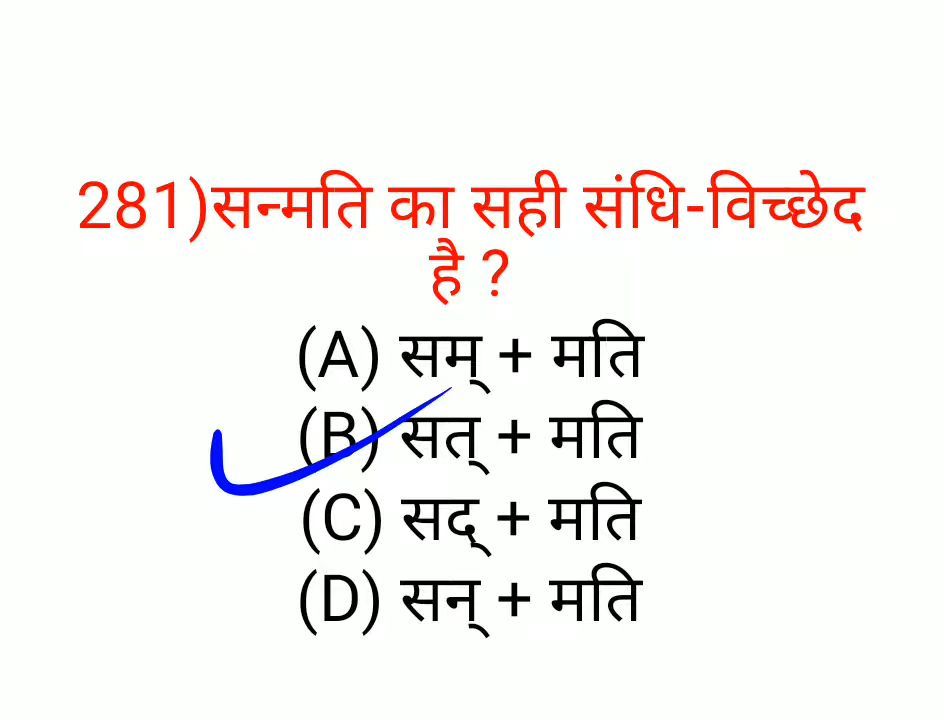 281)सन्मति का सही संधि-विच्छेद
है ?
(A) सम् + मति
(B) सत् + मति
(C) सद् + मति
(D) सन् + मति